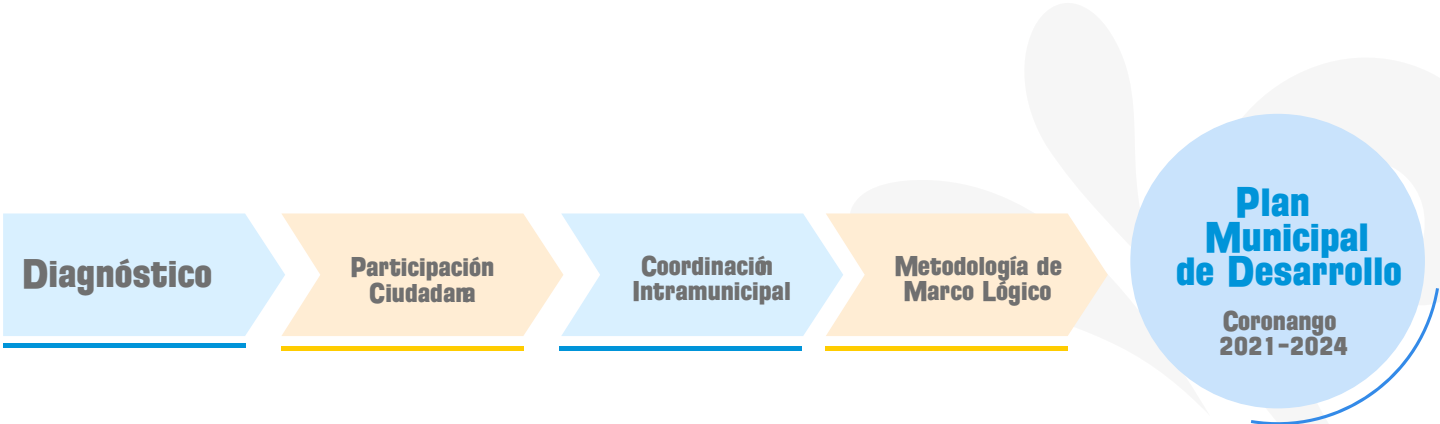 Diagnóstico
Participación
Ciudadana
Coordinación
Intramunicipal
Metodología de
Marco Lógico
Plan
Municipal
de Desarrollo
Coronango
2021-2024